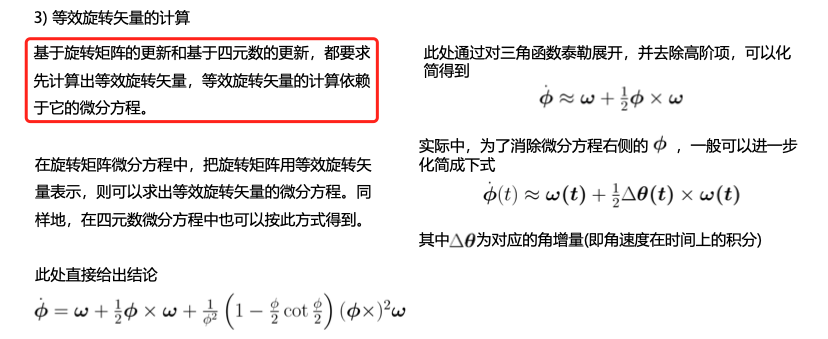 3) 等效旋转矢量的计算
基于旋转矩阵的更新和基于四元数的更新，都要求
先计算出等效旋转矢量，等效旋转矢量的计算依赖
于它的微分方程。
在旋转矩阵微分方程中，把旋转矩阵用等效旋转矢
量表示，则可以求出等效旋转矢量的微分方程。同
样地，在四元数微分方程中也可以按此方式得到。
此处直接给出结论
$\dot{\boldsymbol{\phi}} = \boldsymbol{\omega} + \frac{1}{2}\boldsymbol{\phi} \times \boldsymbol{\omega} + \frac{1}{\phi^2}\left(1 - \frac{\phi}{2}\cot\frac{\phi}{2}\right)(\boldsymbol{\phi}\times)^2\boldsymbol{\omega}$
此处通过对三角函数泰勒展开，并去除高阶项，可以化
简得到
$\dot{\boldsymbol{\phi}} \approx \boldsymbol{\omega} + \frac{1}{2}\boldsymbol{\phi} \times \boldsymbol{\omega}$
实际中，为了消除微分方程右侧的 $\boldsymbol{\phi}$ ，一般可以进一步
化简成下式
$\dot{\boldsymbol{\phi}}(t) \approx \boldsymbol{\omega(t)} + \frac{1}{2}\Delta\boldsymbol{\theta(t)} \times \boldsymbol{\omega(t)}$
其中$\Delta\boldsymbol{\theta}$为对应的角增量(即角速度在时间上的积分)